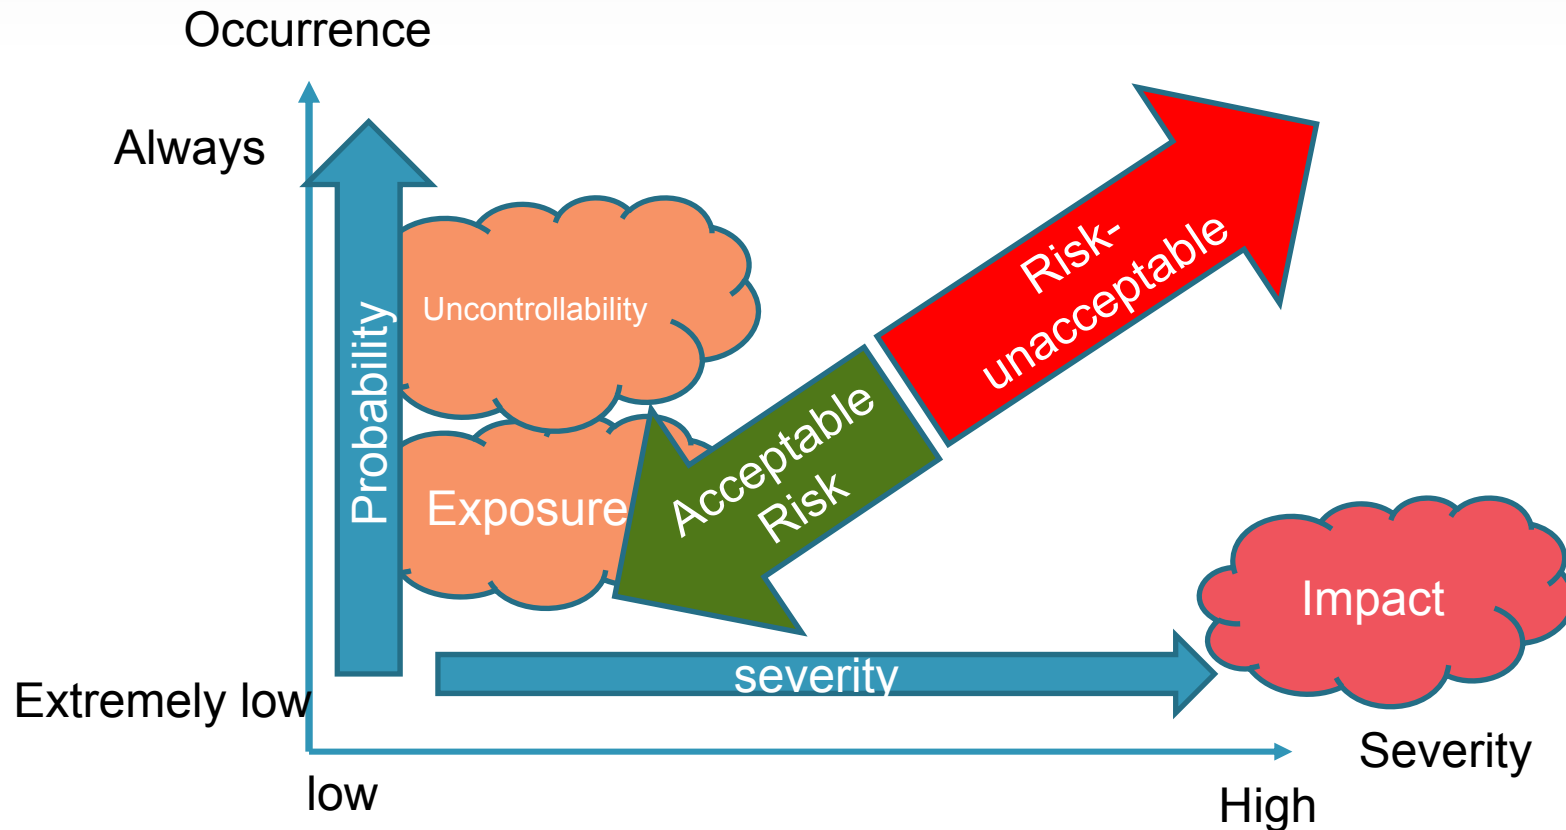 Occurrence
Always
Risk-
unacceptable
Uncontrollability
Probability
Acceptable
Risk
Exposure
Impact
severity
Extremely low
Severity
low
High